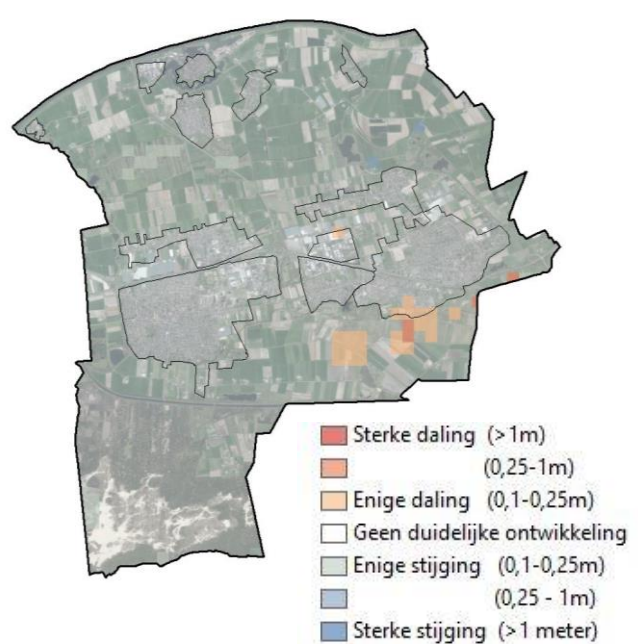 Sterke daling (>1m)
(0,25-1m)
Enige daling (0,1-0,25m)
Geen duidelijke ontwikkeling
Enige stijging (0,1-0,25m)
(0,25 - 1m)
Sterke stijging (>1 meter)